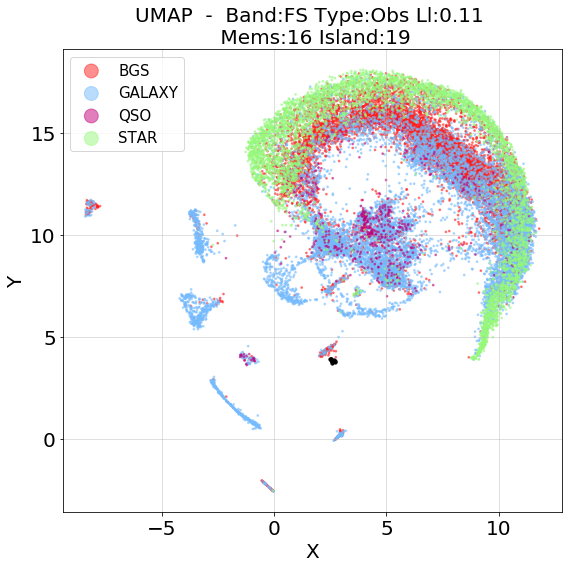 UMAP  -  Band:FS Type:Obs Ll:0.11
Mems:16 Island:19
BGS
GALAXY
QSO
STAR
15
10
5
0
Y
−5
0
5
10
X